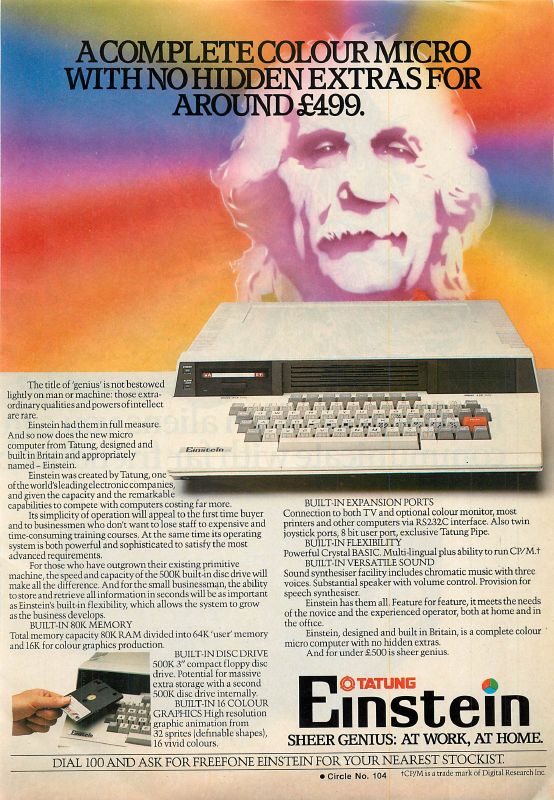 A COMPLETE COLOUR MICRO
WITH NO HIDDEN EXTRAS FOR
AROUND £499.
The title of 'genius' is not bestowed
lightly on man or machine: those extra-
ordinary qualities and powers of intellect
are rare.
Einstein had them in full measure.
And so now does the new micro
computer from Tatung, designed and
built in Britain and appropriately
named – Einstein.
Einstein was created by Tatung, one
of the world's leading electronic companies,
and given the capacity and the remarkable
capabilities to compete with computers costing far more.
Its simplicity of operation will appeal to the first time buyer
and to businessmen who don't want to lose staff to expensive and
time-consuming training courses. At the same time its operating
system is both powerful and sophisticated to satisfy the most
advanced requirements.
For those who have outgrown their existing primitive
machine, the speed and capacity of the 500K built-in disc drive will
make all the difference. And for the small businessman, the ability
to store and retrieve all information in seconds will be as important
as Einstein's built-in flexibility, which allows the system to grow
as the business develops.
BUILT-IN 80K MEMORY
Total memory capacity 80K RAM divided into 64K 'user' memory
and 16K for colour graphics production.
BUILT-IN DISC DRIVE
500K 3" compact floppy disc
drive. Potential for massive
extra storage with a second
500K disc drive internally.
BUILT-IN 16 COLOUR
GRAPHICS High resolution
graphic animation from
32 sprites (definable shapes),
16 vivid colours.
Einstein
Einstein
BUILT-IN EXPANSION PORTS
Connection to both TV and optional colour monitor, most
printers and other computers via RS232C interface. Also twin
joystick ports, 8 bit user port, exclusive Tatung Pipe.
BUILT-IN FLEXIBILITY
Powerful Crystal BASIC. Multi-lingual plus ability to run CP/M.†
BUILT-IN VERSATILE SOUND
Sound synthesiser facility includes chromatic music with three
voices. Substantial speaker with volume control. Provision for
speech synthesiser.
Einstein has them all. Feature for feature, it meets the needs
of the novice and the experienced operator, both at home and in
the office.
Einstein, designed and built in Britain, is a complete colour
micro computer with no hidden extras.
And for under £500 is sheer genius.
TATUNG
Einstein
SHEER GENIUS: AT WORK, AT HOME.
DIAL 100 AND ASK FOR FREEFONE EINSTEIN FOR YOUR NEAREST STOCKIST.
● Circle No. 104
†CP/M is a trade mark of Digital Research Inc.